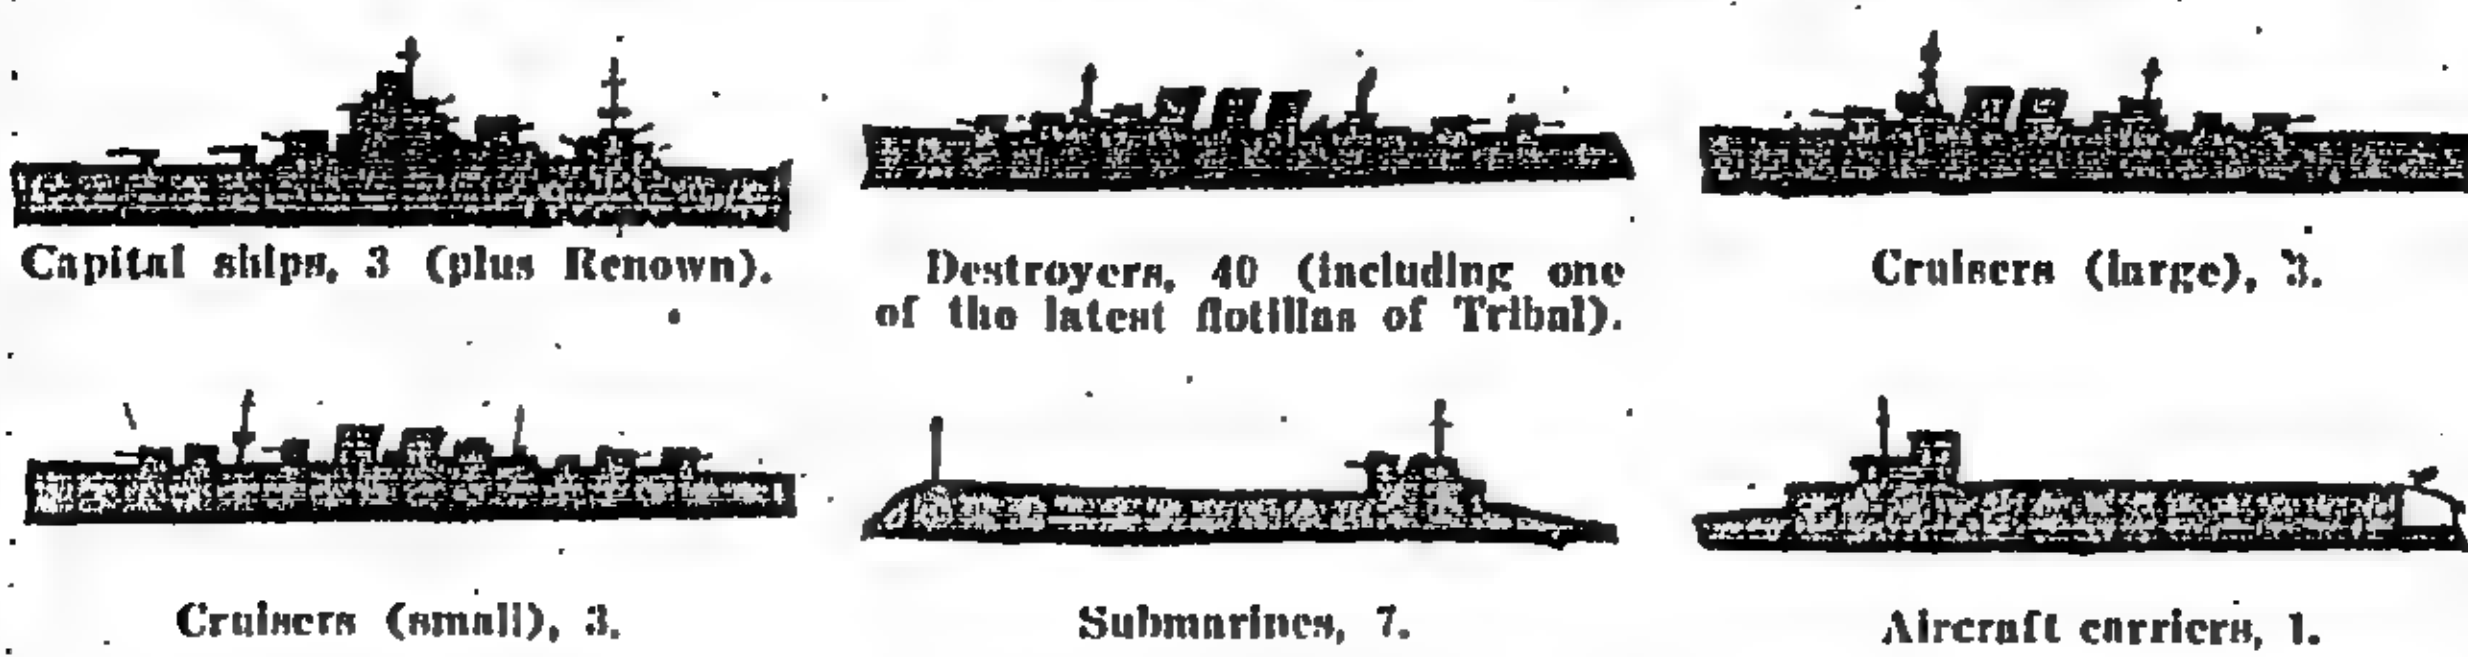 Capital ships, 3 (plus Renown).
Destroyers, 40 (including one
of the latest flotillas of Tribal).
Cruisers (large), 3.
Cruisers (small), 3.
Submarines, 7.
Aircraft carriers, 1.